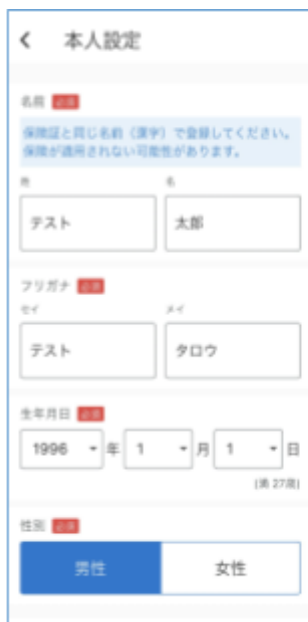 本人設定
名前 必須
保険証と同じ名前（漢字）で登録してください。
保険が適用されない可能性があります。
姓 名
テスト 太郎
フリガナ 必須
セイ メイ
テスト タロウ
生年月日 必須
1996 年 1 月 1 日
(満 27歳)
性別 必須
男性 女性